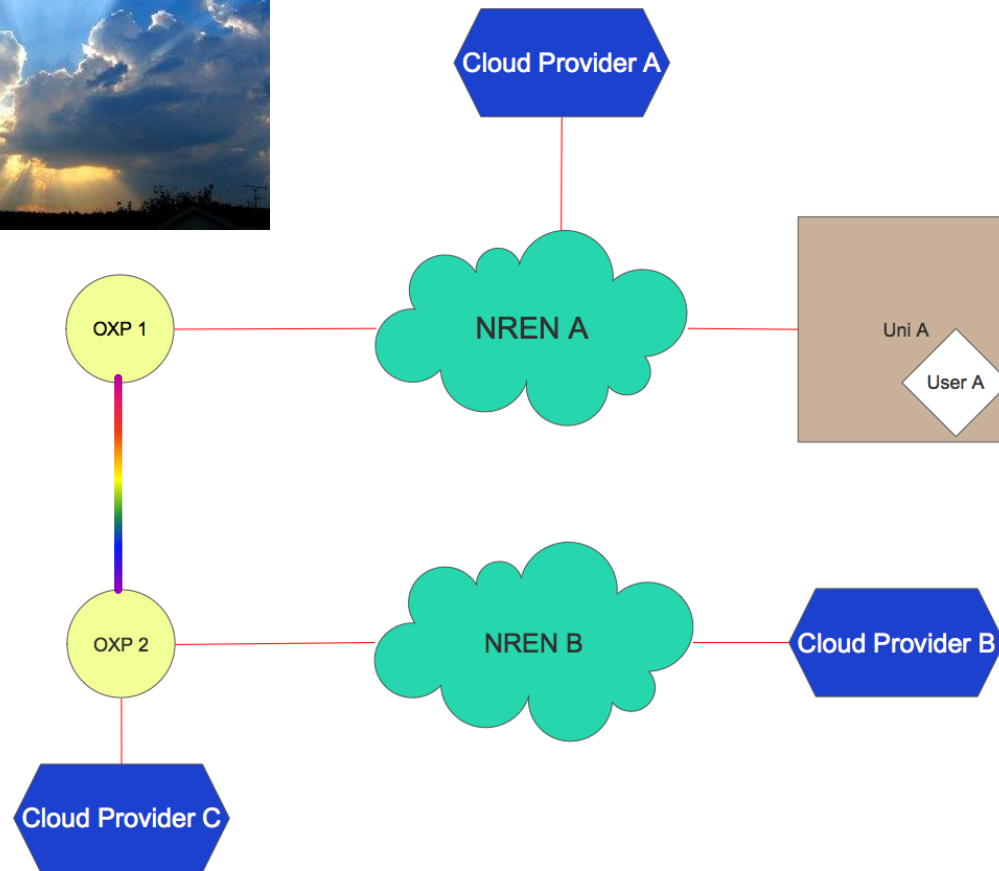 Cloud Provider A
OXP 1
NREN A
Uni A
User A
OXP 2
NREN B
Cloud Provider B
Cloud Provider C